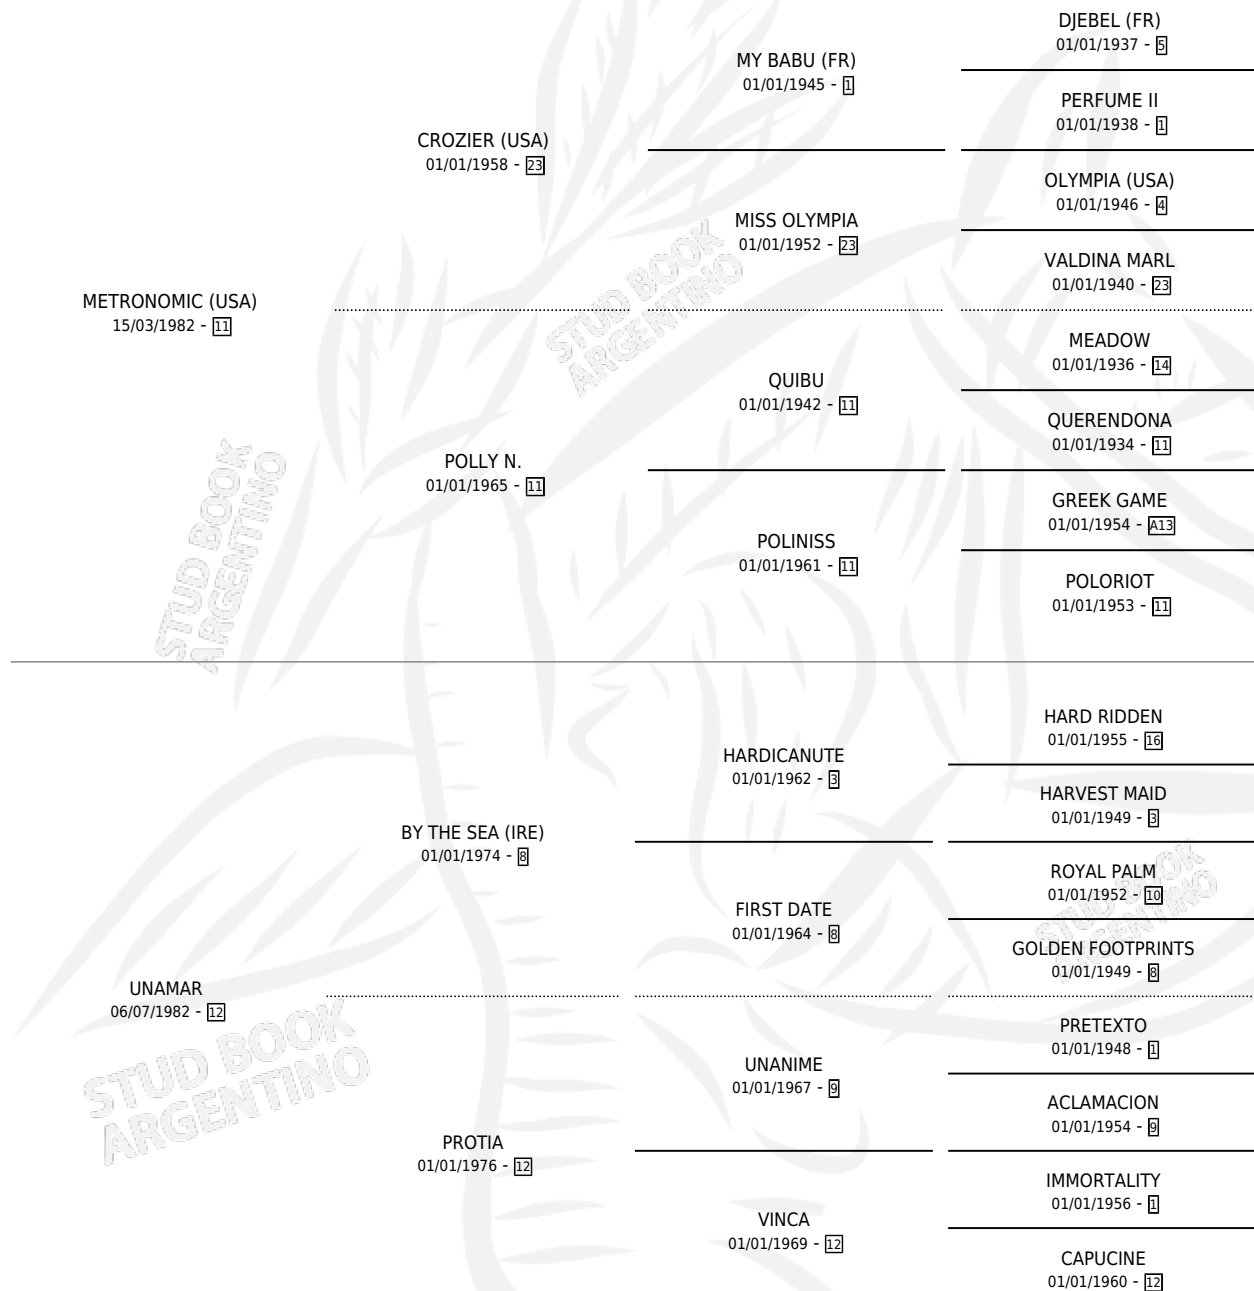 DJEBEL (FR)
01/01/1937 - 5
MY BABU (FR)
01/01/1945 - 1
PERFUME II
01/01/1938 - 1
CROZIER (USA)
01/01/1958 - 23
OLYMPIA (USA)
01/01/1946 - 4
MISS OLYMPIA
01/01/1952 - 23
VALDINA MARL
01/01/1940 - 23
METRONOMIC (USA)
15/03/1982 - 11
MEADOW
01/01/1936 - 14
QUIBU
01/01/1942 - 11
QUERENDONA
01/01/1934 - 11
POLLY N.
01/01/1965 - 11
GREEK GAME
01/01/1954 - A13
POLINISS
01/01/1961 - 11
POLORIOT
01/01/1953 - 11
HARD RIDDEN
01/01/1955 - 16
HARDICANUTE
01/01/1962 - 3
HARVEST MAID
01/01/1949 - 3
BY THE SEA (IRE)
01/01/1974 - 8
ROYAL PALM
01/01/1952 - 10
FIRST DATE
01/01/1964 - 8
GOLDEN FOOTPRINTS
01/01/1949 - 8
UNAMAR
06/07/1982 - 12
PRETEXTO
01/01/1948 - 1
UNANIME
01/01/1967 - 9
ACLAMACION
01/01/1954 - 9
PROTIA
01/01/1976 - 12
IMMORTALITY
01/01/1956 - 1
VINCA
01/01/1969 - 12
CAPUCINE
01/01/1960 - 12
STUD BOOK
ARGENTINO
STUD BOOK
ARGENTINO
STUD BOOK
ARGENTINO
STUD BOOK
ARGENTINO